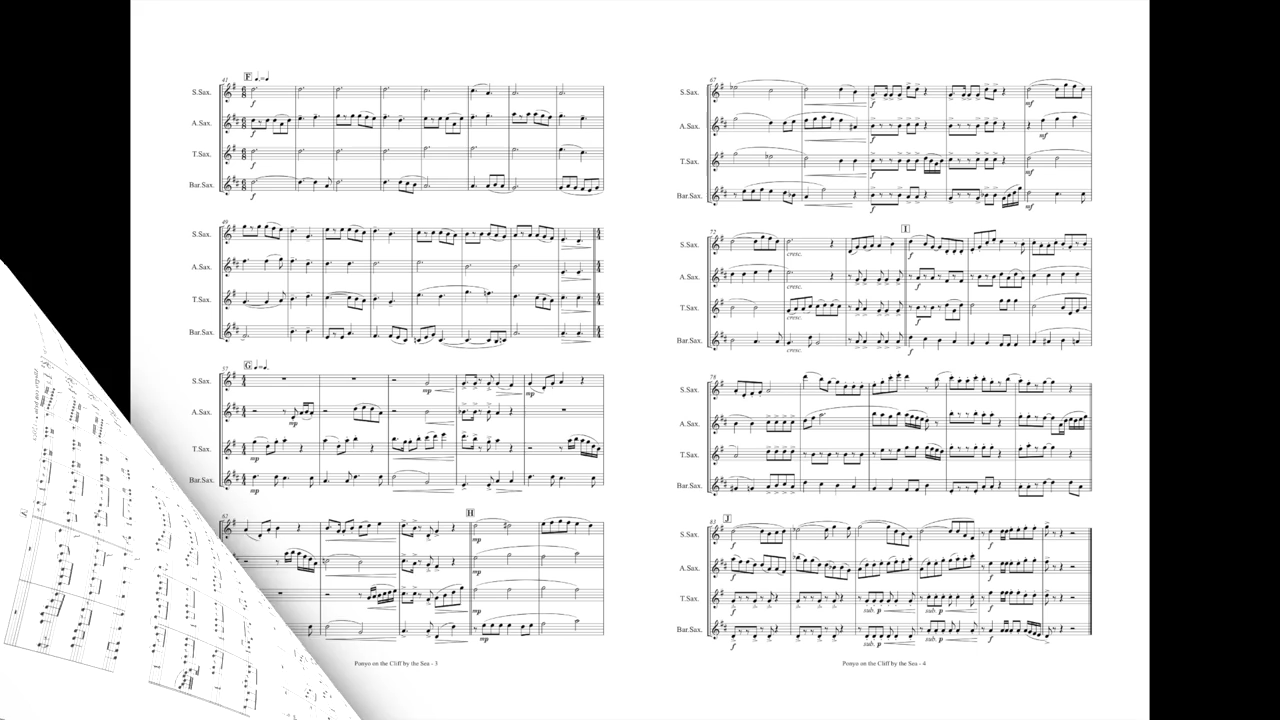 41 F
S.Sax.
f
A.Sax.
f
T.Sax.
f
Bar.Sax.
f
49
S.Sax.
A.Sax.
T.Sax.
Bar.Sax.
57 G
S.Sax.
mp mp
A.Sax.
mp
T.Sax.
mp
Bar.Sax.
mp
62 H
mp
mp
mp
mp
Ponyo on the Cliff by the Sea - 3
67
S.Sax.
f mf
A.Sax.
f mf
T.Sax.
f mf
Bar.Sax.
f mf
72 I
S.Sax.
cresc. f
A.Sax.
cresc. f
T.Sax.
cresc. f
Bar.Sax.
cresc. f
78
S.Sax.
A.Sax.
T.Sax.
Bar.Sax.
83 J
S.Sax.
f f
A.Sax.
f f
T.Sax.
f sub. p f
Bar.Sax.
f sub. p f
Ponyo on the Cliff by the Sea - 4